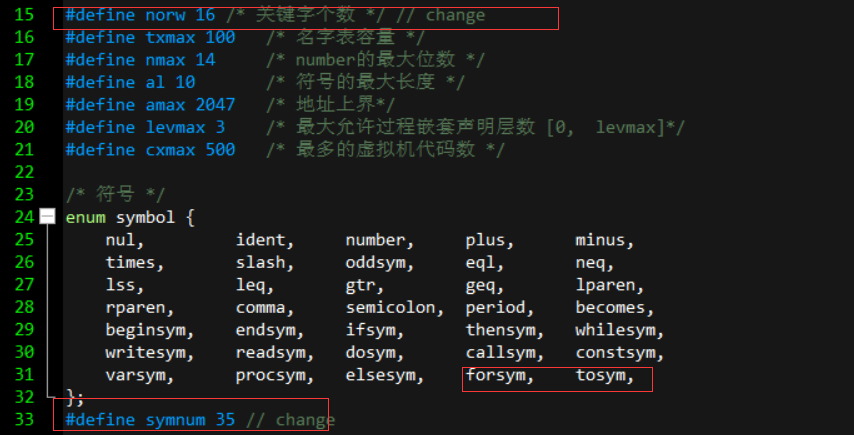 15 #define norw 16 /* 关键字个数 */ // change
16 #define txmax 100 /* 名字表容量 */
17 #define nmax 14 /* number的最大位数 */
18 #define al 10 /* 符号的最大长度 */
19 #define amax 2047 /* 地址上界*/
20 #define levmax 3 /* 最大允许过程嵌套声明层数 [0, levmax]*/
21 #define cxmax 500 /* 最多的虚拟机代码数 */
22
23 /* 符号 */
24 enum symbol {
25 nul, ident, number, plus, minus,
26 times, slash, oddsym, eql, neq,
27 lss, leq, gtr, geq, lparen,
28 rparen, comma, semicolon, period, becomes,
29 beginsym, endsym, ifsym, thensym, whilesym,
30 writesym, readsym, dosym, callsym, constsym,
31 varsym, procsym, elsesym, forsym, tosym,
32 };
33 #define symnum 35 // change